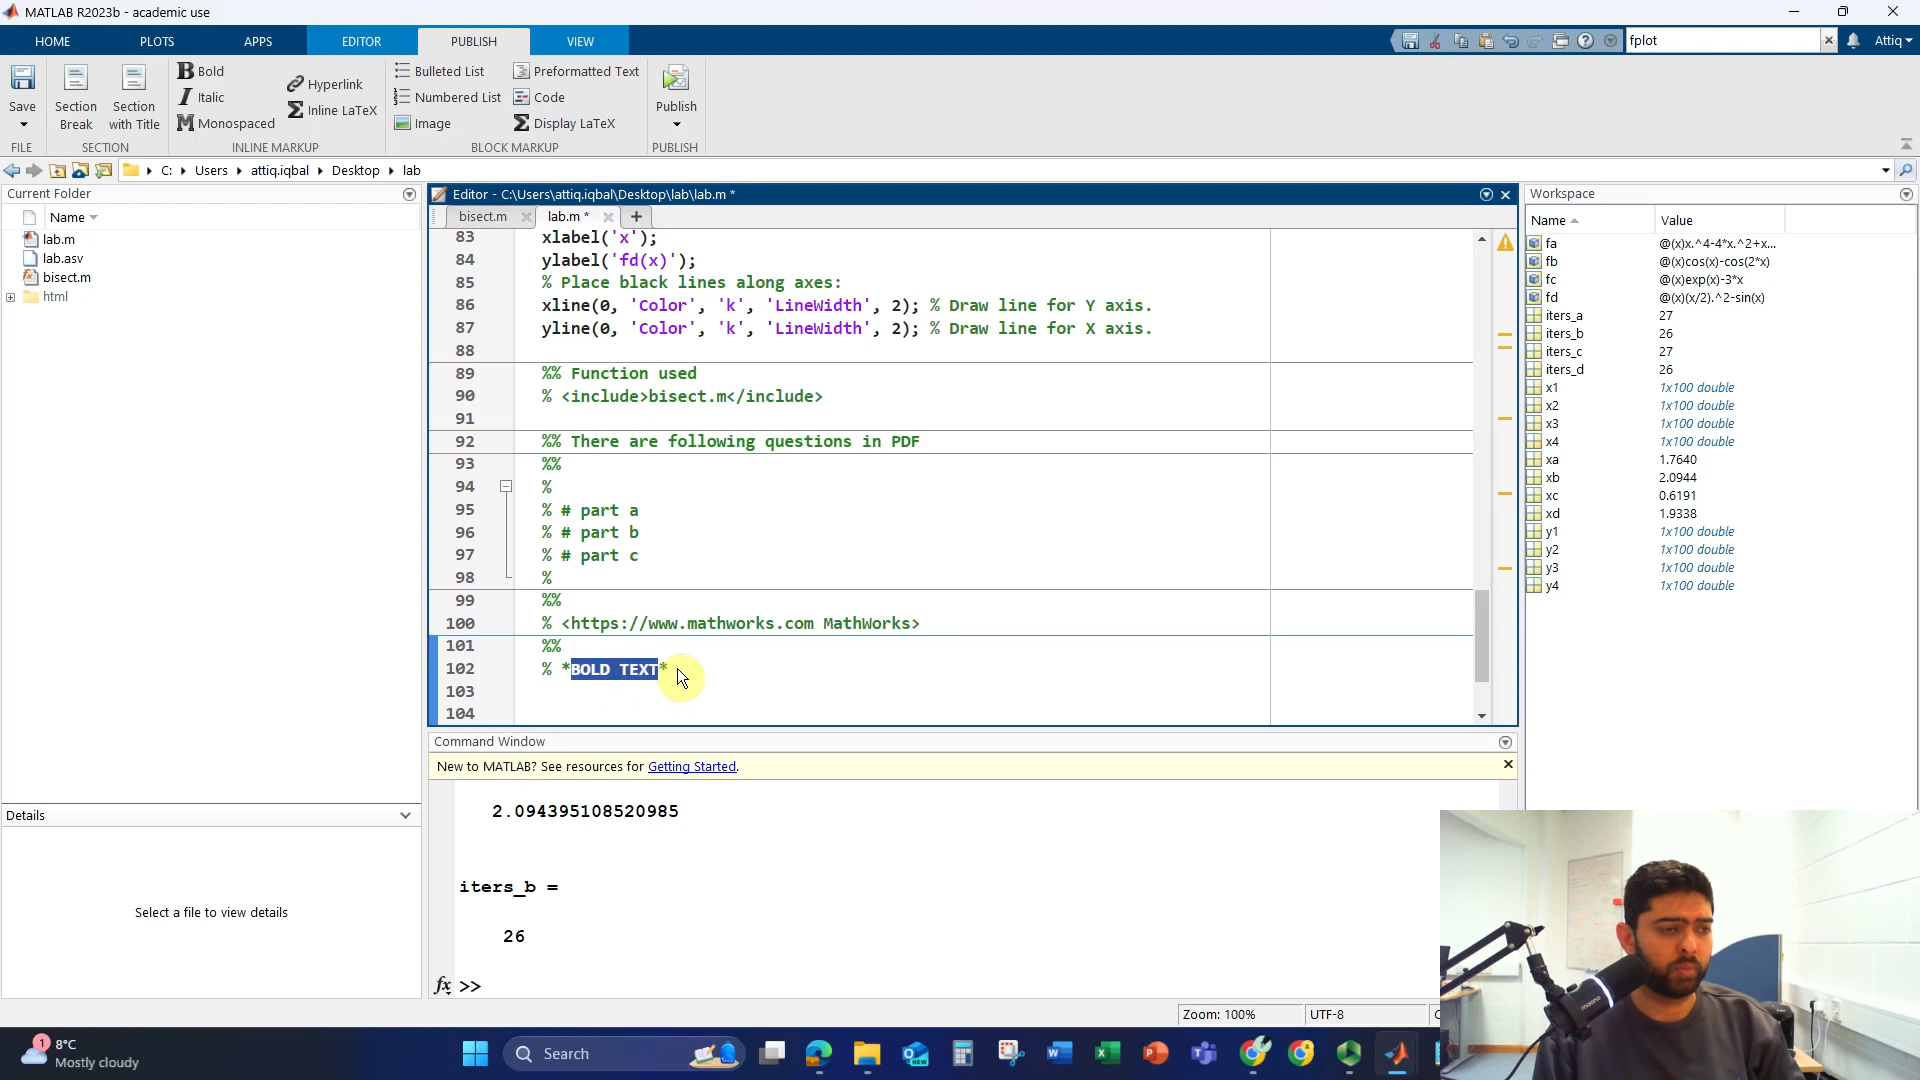 MATLAB R2023b - academic use
HOME PLOTS APPS EDITOR PUBLISH VIEW
fplot
Attiq
Save
Section Break
Section with Title
Bold
Italic
Monospaced
Hyperlink
Inline LaTeX
Bulleted List
Numbered List
Image
Preformatted Text
Code
Display LaTeX
Publish
FILE SECTION INLINE MARKUP BLOCK MARKUP PUBLISH
C: Users attiq.iqbal Desktop lab
Current Folder
Name
lab.m
lab.asv
bisect.m
html
Details
Select a file to view details
Editor - C:\Users\attiq.iqbal\Desktop\lab\lab.m *
bisect.m lab.m *
83 xlabel('x');
84 ylabel('fd(x)');
85 % Place black lines along axes:
86 xline(0, 'Color', 'k', 'LineWidth', 2); % Draw line for Y axis.
87 yline(0, 'Color', 'k', 'LineWidth', 2); % Draw line for X axis.
88
89 %% Function used
90 % <include>bisect.m</include>
91
92 %% There are following questions in PDF
93 %%
94 %
95 % # part a
96 % # part b
97 % # part c
98 %
99 %%
100 % <https://www.mathworks.com MathWorks>
101 %%
102 % *BOLD TEXT*
103
104
Command Window
New to MATLAB? See resources for Getting Started.
2.094395108520985
iters_b =
26
fx >>
Zoom: 100% UTF-8
Workspace
Name Value
fa @(x)x.^4-4*x.^2+x...
fb @(x)cos(x)-cos(2*x)
fc @(x)exp(x)-3*x
fd @(x)(x/2).^2-sin(x)
iters_a 27
iters_b 26
iters_c 27
iters_d 26
x1 1x100 double
x2 1x100 double
x3 1x100 double
x4 1x100 double
xa 1.7640
xb 2.0944
xc 0.6191
xd 1.9338
y1 1x100 double
y2 1x100 double
y3 1x100 double
y4 1x100 double
1
8°C
Mostly cloudy
Search